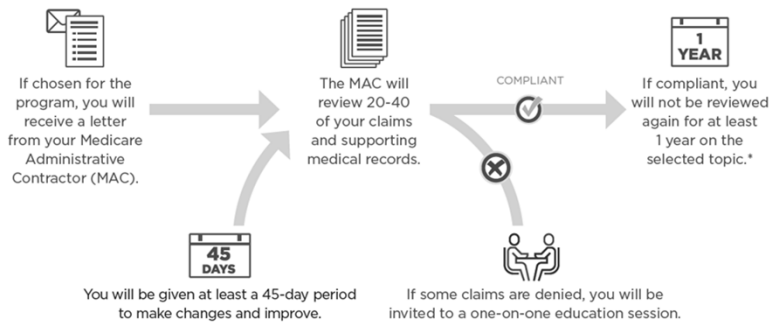 If chosen for the
program, you will
receive a letter
from your Medicare
Administrative
Contractor (MAC).
The MAC will
review 20-40
of your claims
and supporting
medical records.
COMPLIANT
1
YEAR
If compliant, you
will not be reviewed
again for at least
1 year on the
selected topic.*
45
DAYS
You will be given at least a 45-day period
to make changes and improve.
If some claims are denied, you will be
invited to a one-on-one education session.